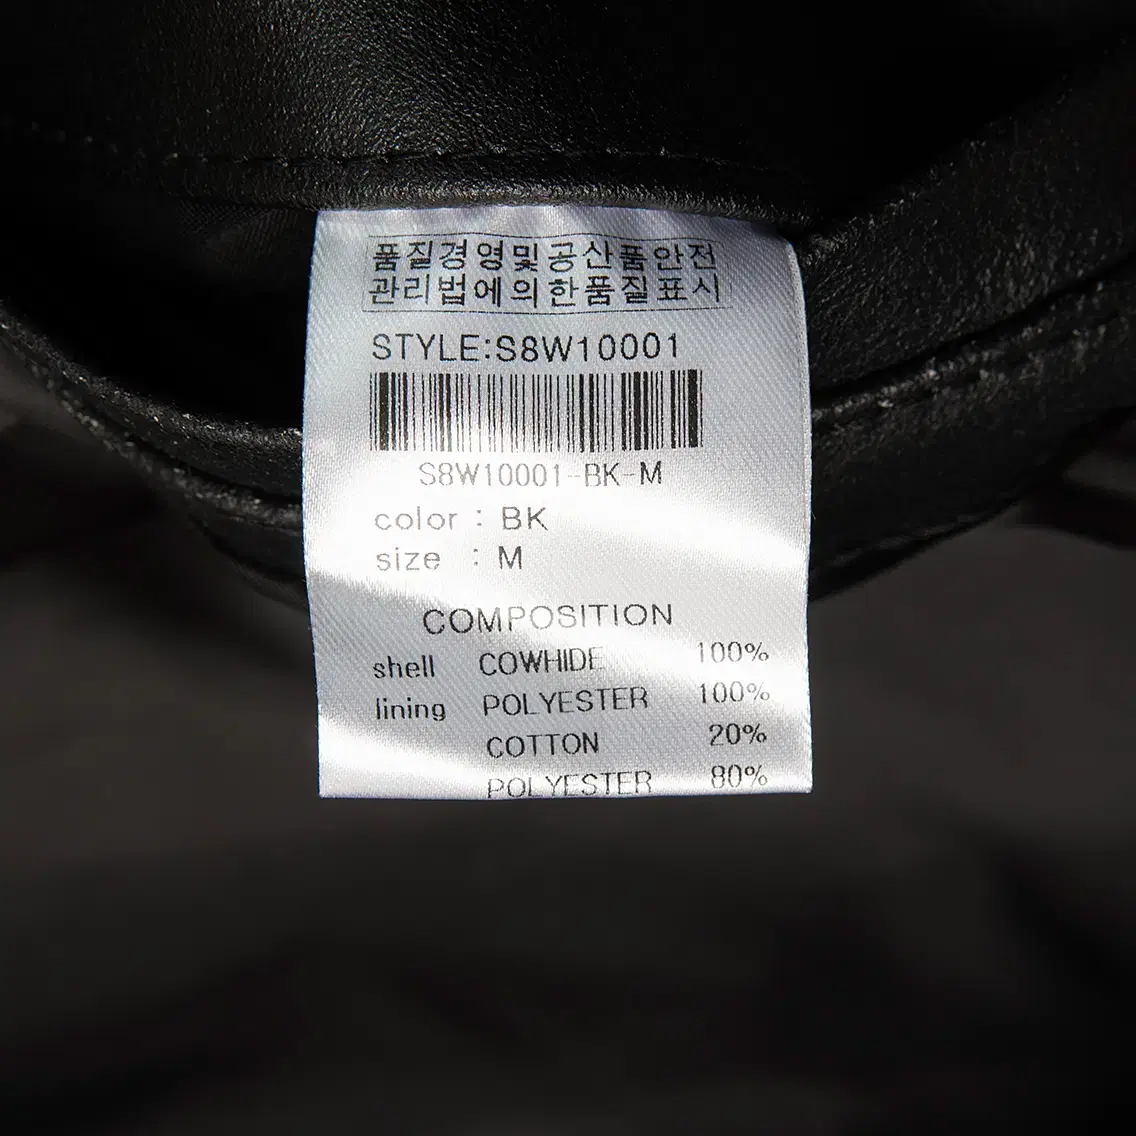 품질경영및공산품안전
관리법에의한품질표시
STYLE:S8W10001
S8W10001-BK-M
color : BK
size : M
COMPOSITION
shell COWHIDE 100%
lining POLYESTER 100%
COTTON 20%
POLYESTER 80%